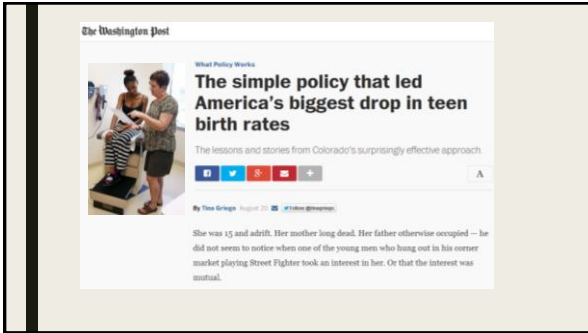 The Washington Post
What Policy Works
The simple policy that led
America's biggest drop in teen
birth rates
The lessons and stories from Colorado's surprisingly effective approach.
A
By Tina Griego August 20 Follow @tinagriego
She was 15 and adrift. Her mother long dead. Her father otherwise occupied — he
did not seem to notice when one of the young men who hung out in his corner
market playing Street Fighter took an interest in her. Or that the interest was
mutual.